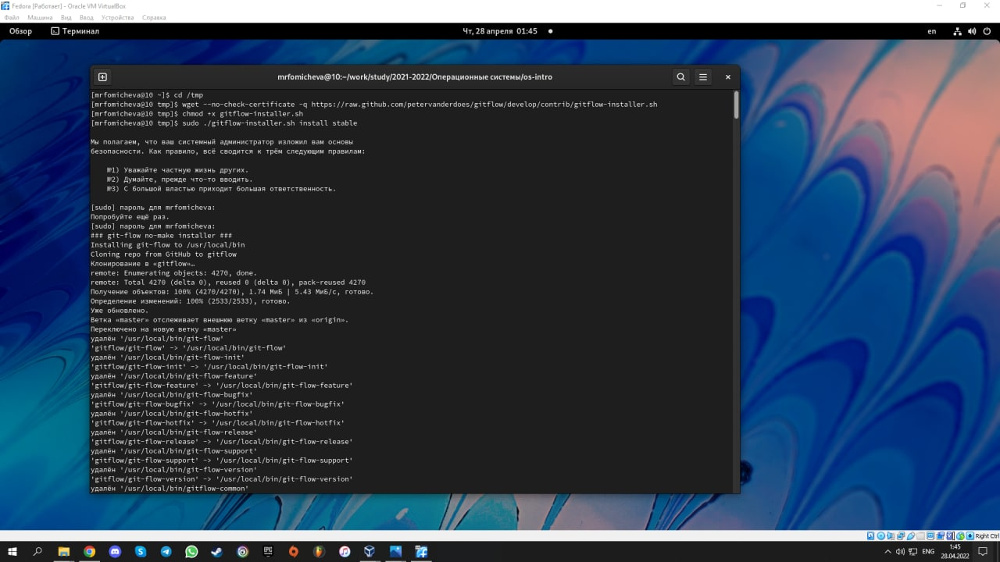 Fedora [Работает] - Oracle VM VirtualBox
Файл Машина Вид Ввод Устройства Справка
Обзор Терминал Чт, 28 апреля 01:45 en
mrfomicheva@10:~/work/study/2021-2022/Операционные системы/os-intro
[mrfomicheva@10 ~]$ cd /tmp
[mrfomicheva@10 tmp]$ wget --no-check-certificate -q https://raw.github.com/petervanderdoes/gitflow/develop/contrib/gitflow-installer.sh
[mrfomicheva@10 tmp]$ chmod +x gitflow-installer.sh
[mrfomicheva@10 tmp]$ sudo ./gitflow-installer.sh install stable
Мы полагаем, что ваш системный администратор изложил вам основы
безопасности. Как правило, всё сводится к трём следующим правилам:
№1) Уважайте частную жизнь других.
№2) Думайте, прежде что-то вводить.
№3) С большой властью приходит большая ответственность.
[sudo] пароль для mrfomicheva:
Попробуйте ещё раз.
[sudo] пароль для mrfomicheva:
### git-flow no-make installer ###
Installing git-flow to /usr/local/bin
Cloning repo from GitHub to gitflow
Клонирование в «gitflow»…
remote: Enumerating objects: 4270, done.
remote: Total 4270 (delta 0), reused 0 (delta 0), pack-reused 4270
Получение объектов: 100% (4270/4270), 1.74 МиБ | 5.43 МиБ/с, готово.
Определение изменений: 100% (2533/2533), готово.
Уже обновлено.
Ветка «master» отслеживает внешнюю ветку «master» из «origin».
Переключено на новую ветку «master»
удалён '/usr/local/bin/git-flow'
'gitflow/git-flow' -> '/usr/local/bin/git-flow'
удалён '/usr/local/bin/git-flow-init'
'gitflow/git-flow-init' -> '/usr/local/bin/git-flow-init'
удалён '/usr/local/bin/git-flow-feature'
'gitflow/git-flow-feature' -> '/usr/local/bin/git-flow-feature'
удалён '/usr/local/bin/git-flow-bugfix'
'gitflow/git-flow-bugfix' -> '/usr/local/bin/git-flow-bugfix'
удалён '/usr/local/bin/git-flow-hotfix'
'gitflow/git-flow-hotfix' -> '/usr/local/bin/git-flow-hotfix'
удалён '/usr/local/bin/git-flow-release'
'gitflow/git-flow-release' -> '/usr/local/bin/git-flow-release'
удалён '/usr/local/bin/git-flow-support'
'gitflow/git-flow-support' -> '/usr/local/bin/git-flow-support'
удалён '/usr/local/bin/git-flow-version'
'gitflow/git-flow-version' -> '/usr/local/bin/git-flow-version'
удалён '/usr/local/bin/gitflow-common'
Right Ctrl
EPIC
ENG
1:45
28.04.2022